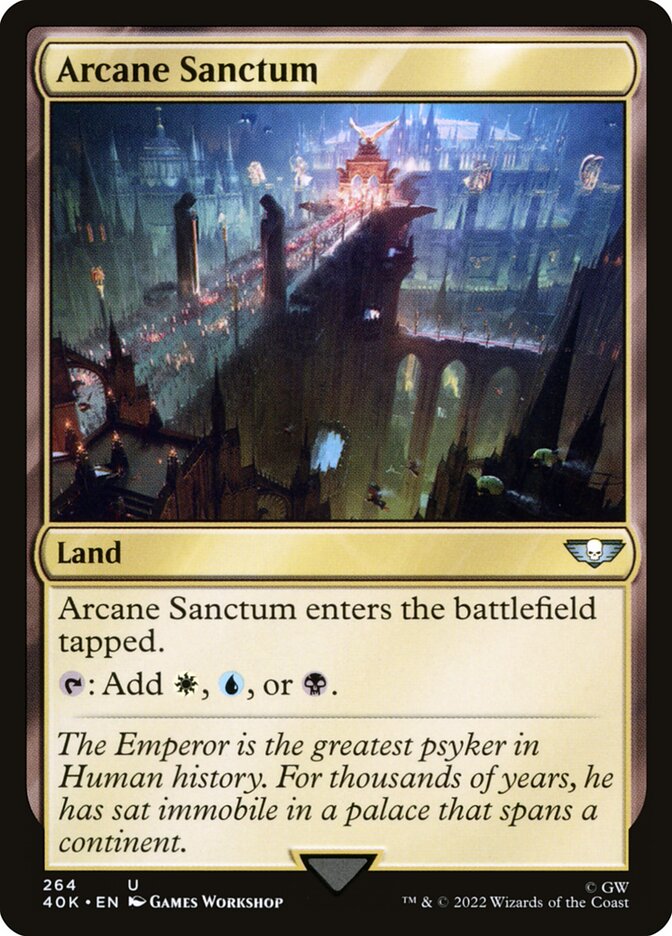 Arcane Sanctum
Land
Arcane Sanctum enters the battlefield
tapped.
: Add , , or .
The Emperor is the greatest psyker in
Human history. For thousands of years, he
has sat immobile in a palace that spans a
continent.
264 U
40K • EN Games Workshop
© GW
™ & © 2022 Wizards of the Coast